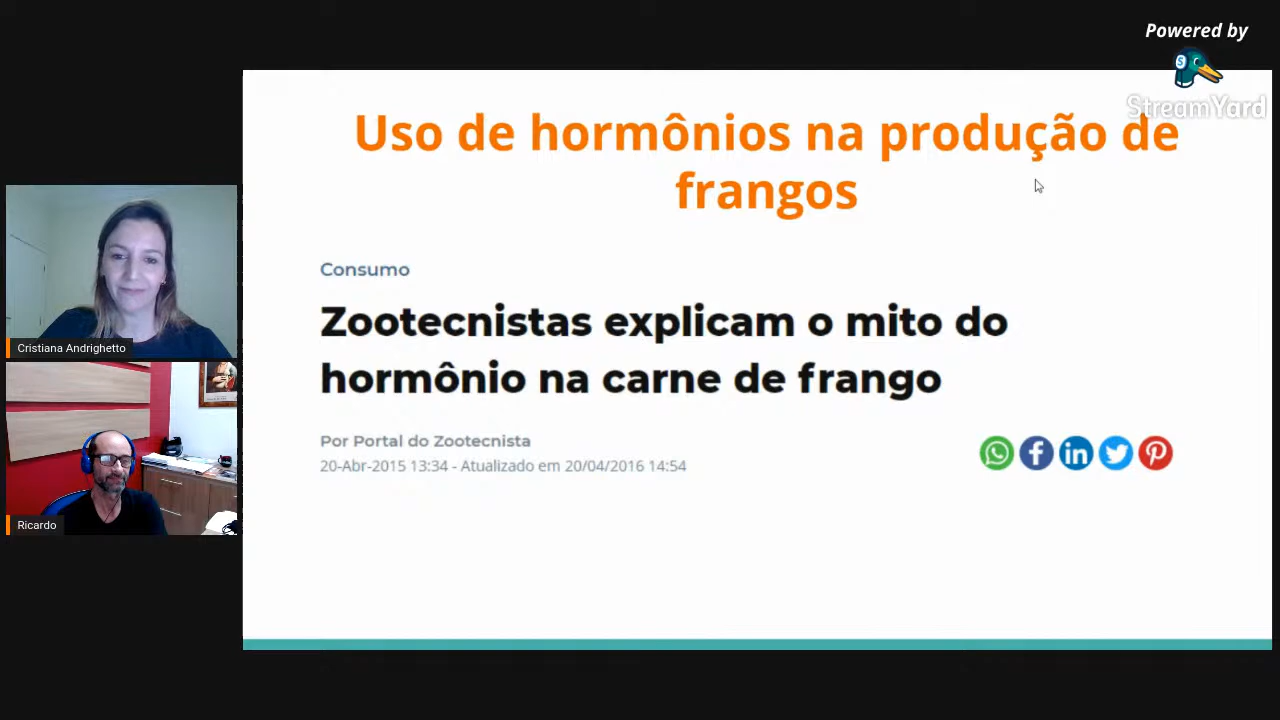 Powered by
StreamYard
Uso de hormônios na produção de
frangos
Consumo
Zootecnistas explicam o mito do
hormônio na carne de frango
Por Portal do Zootecnista
20-Abr-2015 13:34 - Atualizado em 20/04/2016 14:54
Cristiana Andrighetto
Ricardo